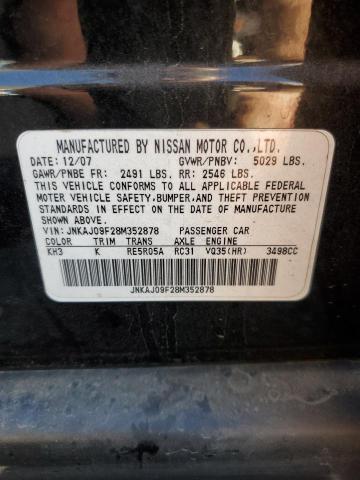 MANUFACTURED BY NISSAN MOTOR CO.,LTD.
DATE: 12/07 GVWR/PNBV: 5029 LBS.
GAWR/PNBE FR: 2491 LBS. RR: 2546 LBS.
THIS VEHICLE CONFORMS TO ALL APPLICABLE FEDERAL
MOTOR VEHICLE SAFETY,BUMPER, AND THEFT PREVENTION
STANDARDS IN EFFECT ON THE DATE OF MANUFACTURE
SHOWN ABOVE.
VIN: JNKAJ09F28M352878 PASSENGER CAR
COLOR TRIM TRANS AXLE ENGINE
KH3 K RE5R05A RC31 VQ35(HR) 3498CC
JNKAJ09F28M352878